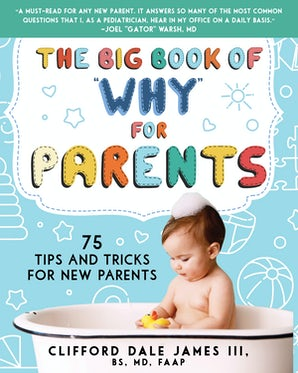 "A MUST-READ FOR ANY NEW PARENT. IT ANSWERS SO MANY OF THE MOST COMMON
QUESTIONS THAT I, AS A PEDIATRICIAN, HEAR IN MY OFFICE ON A DAILY BASIS."
-JOEL "GATOR" WARSH, MD
THE BIG BOOK OF
"WHY"
FOR
PARENTS
75
TIPS AND TRICKS
FOR NEW PARENTS
CLIFFORD DALE JAMES III,
BS, MD, FAAP